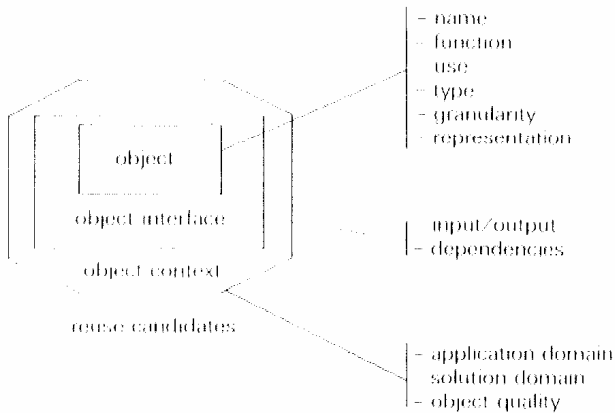 - name
- function
use
- type
- granularity
- representation
object
object interface
input/output
- dependencies
object context
reuse candidates
- application domain
solution domain
- object quality